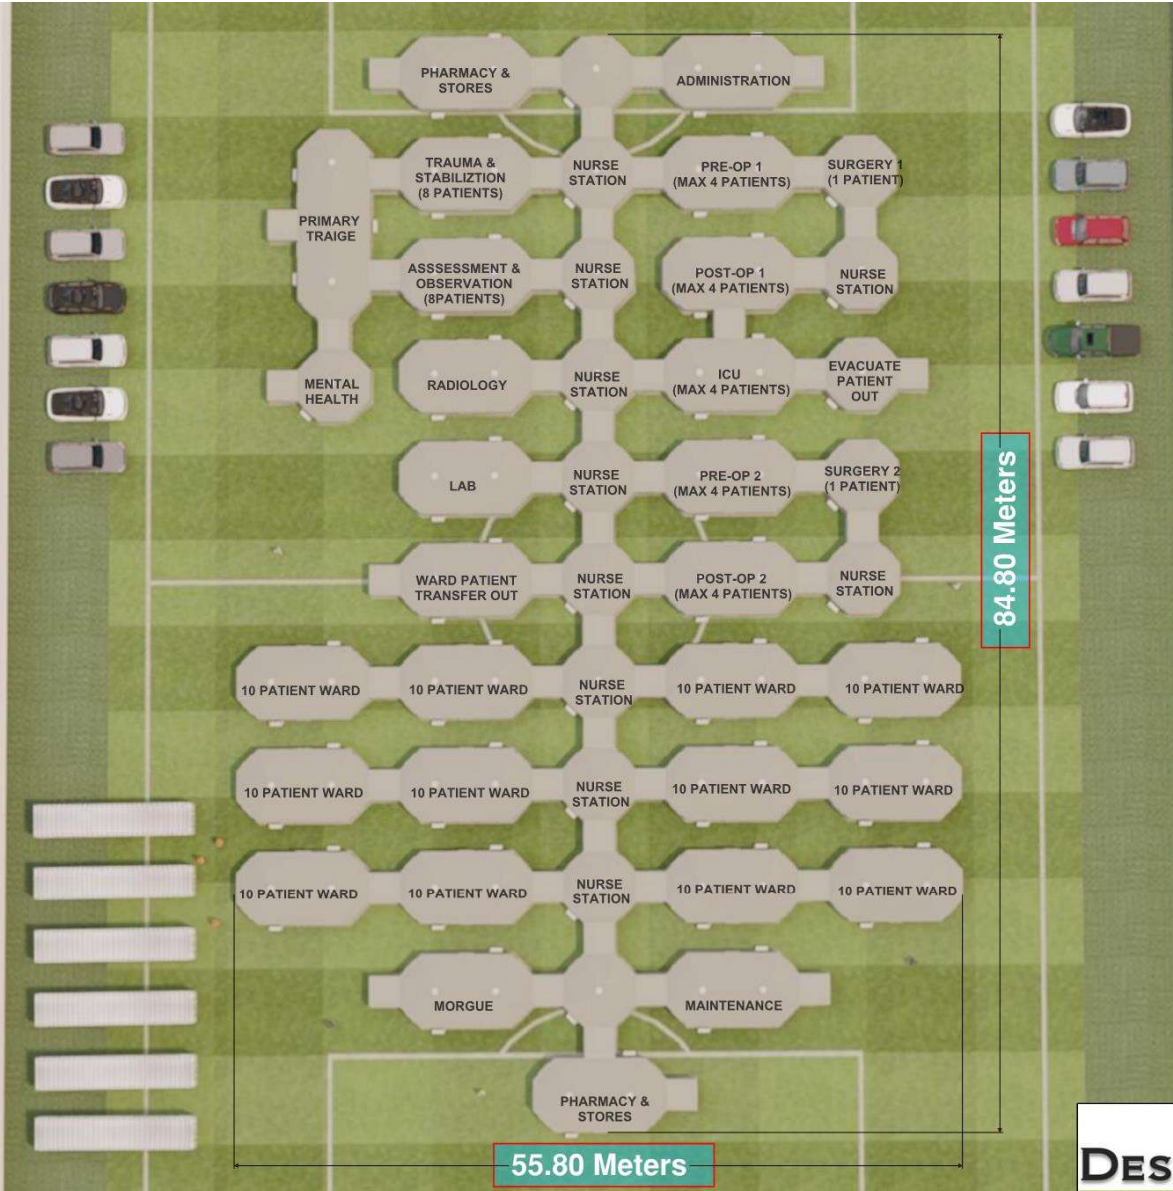 PHARMACY &
STORES
ADMINISTRATION
TRAUMA &
STABILIZTION
(8 PATIENTS)
NURSE
STATION
PRE-OP 1
(MAX 4 PATIENTS)
SURGERY 1
(1 PATIENT)
PRIMARY
TRAIGE
ASSSESSMENT &
OBSERVATION
(8PATIENTS)
NURSE
STATION
POST-OP 1
(MAX 4 PATIENTS)
NURSE
STATION
MENTAL
HEALTH
RADIOLOGY
NURSE
STATION
ICU
(MAX 4 PATIENTS)
EVACUATE
PATIENT
OUT
LAB
NURSE
STATION
PRE-OP 2
(MAX 4 PATIENTS)
SURGERY 2
(1 PATIENT)
84.80 Meters
WARD PATIENT
TRANSFER OUT
NURSE
STATION
POST-OP 2
(MAX 4 PATIENTS)
NURSE
STATION
10 PATIENT WARD
10 PATIENT WARD
NURSE
STATION
10 PATIENT WARD
10 PATIENT WARD
10 PATIENT WARD
10 PATIENT WARD
NURSE
STATION
10 PATIENT WARD
10 PATIENT WARD
10 PATIENT WARD
10 PATIENT WARD
NURSE
STATION
10 PATIENT WARD
10 PATIENT WARD
MORGUE
MAINTENANCE
PHARMACY &
STORES
55.80 Meters
DES